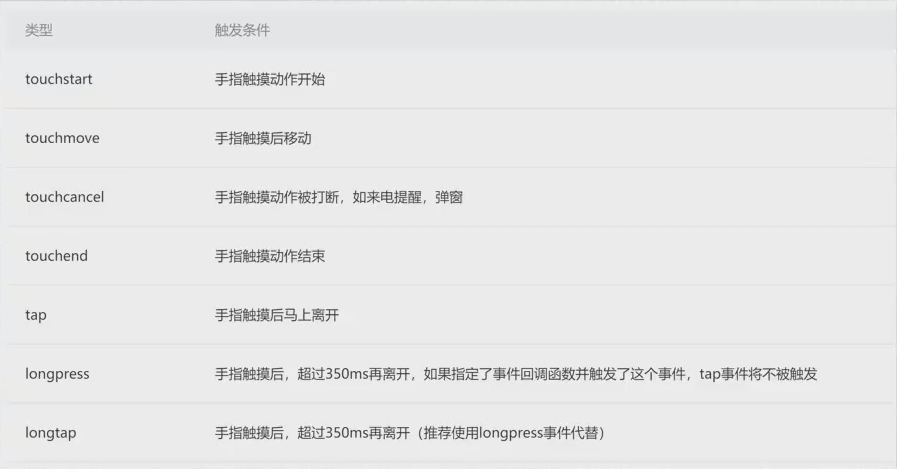 类型 触发条件
touchstart 手指触摸动作开始
touchmove 手指触摸后移动
touchcancel 手指触摸动作被打断，如来电提醒，弹窗
touchend 手指触摸动作结束
tap 手指触摸后马上离开
longpress 手指触摸后，超过350ms再离开，如果指定了事件回调函数并触发了这个事件，tap事件将不被触发
longtap 手指触摸后，超过350ms再离开（推荐使用longpress事件代替）